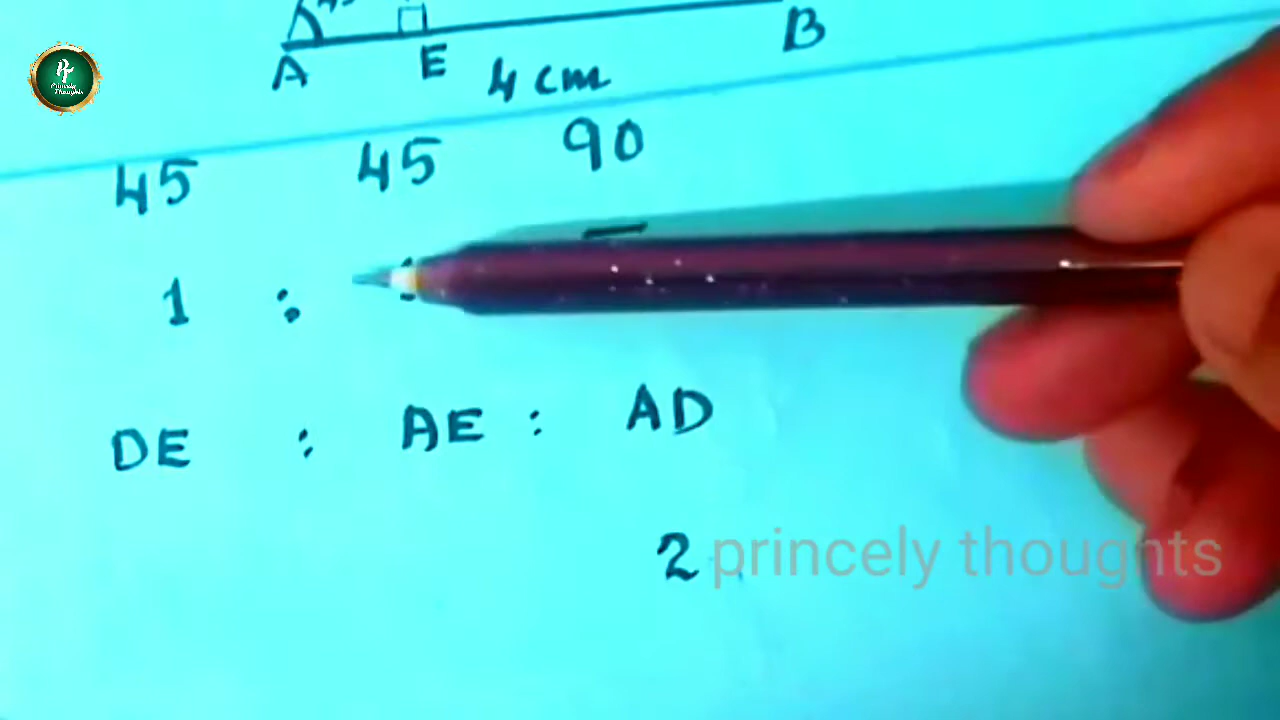 A E B
4 cm
45 45 90
1 : :
DE : AE : AD
2
princely thoughts